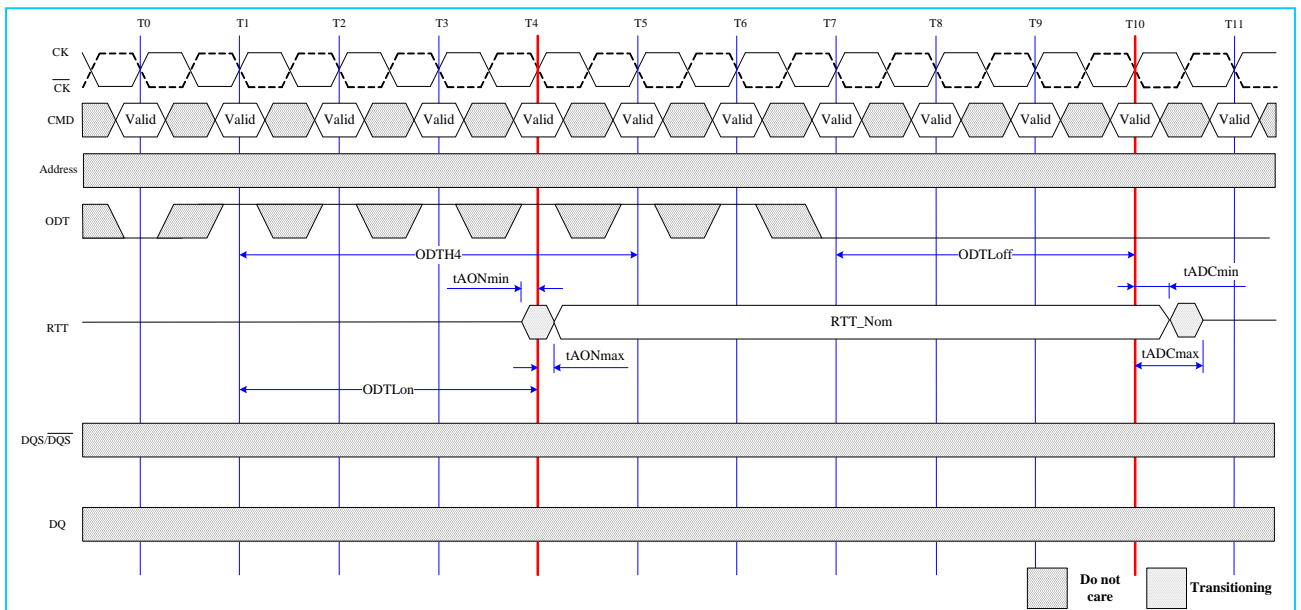 T0 T1 T2 T3 T4 T5 T6 T7 T8 T9 T10 T11
CK
CK
CMD Valid Valid Valid Valid Valid Valid Valid Valid Valid Valid Valid Valid
Address
ODT
ODTH4 ODTLoff
tAONmin tADCmin
RTT RTT_Nom
tAONmax tADCmax
ODTLon
DQS/DQS
DQ
Do not care Transitioning